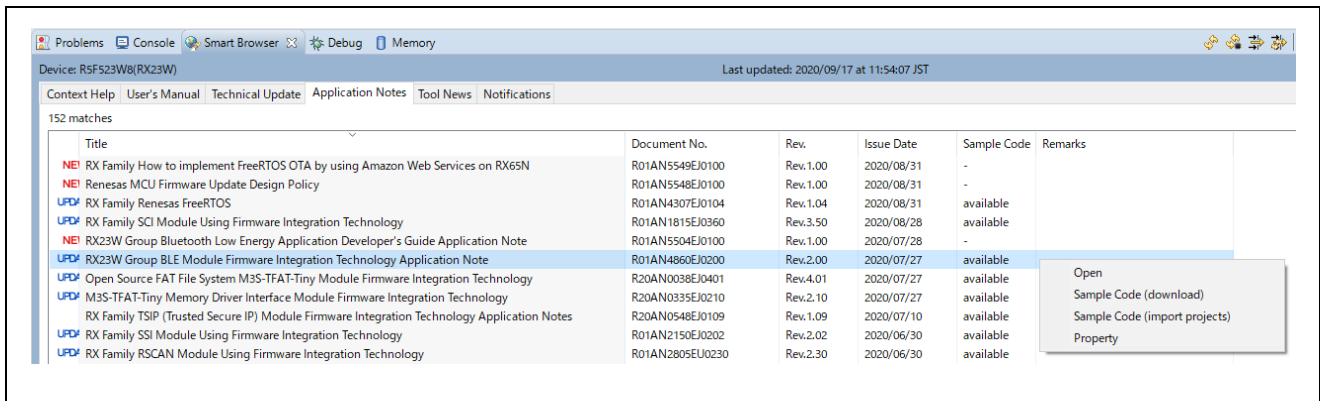 Problems Console Smart Browser Debug Memory
Device: R5F523W8(RX23W) Last updated: 2020/09/17 at 11:54:07 JST
Context Help User's Manual Technical Update Application Notes Tool News Notifications
152 matches
Title Document No. Rev. Issue Date Sample Code Remarks
NE RX Family How to implement FreeRTOS OTA by using Amazon Web Services on RX65N R01AN5549EJ0100 Rev.1.00 2020/08/31 -
NE Renesas MCU Firmware Update Design Policy R01AN5548EJ0100 Rev.1.00 2020/08/31 -
UPD RX Family Renesas FreeRTOS R01AN4307EJ0104 Rev.1.04 2020/08/31 available
UPD RX Family SCI Module Using Firmware Integration Technology R01AN1815EJ0360 Rev.3.50 2020/08/28 available
NE RX23W Group Bluetooth Low Energy Application Developer's Guide Application Note R01AN5504EJ0100 Rev.1.00 2020/07/28 -
UPD RX23W Group BLE Module Firmware Integration Technology Application Note R01AN4860EJ0200 Rev.2.00 2020/07/27 available
Open
UPD Open Source FAT File System M3S-TFAT-Tiny Module Firmware Integration Technology R20AN0038EJ0401 Rev.4.01 2020/07/27 available
Sample Code (download)
UPD M3S-TFAT-Tiny Memory Driver Interface Module Firmware Integration Technology R20AN0335EJ0210 Rev.2.10 2020/07/27 available
RX Family TSIP (Trusted Secure IP) Module Firmware Integration Technology Application Notes R20AN0548EJ0109 Rev.1.09 2020/07/10 available
Sample Code (import projects)
UPD RX Family SSI Module Using Firmware Integration Technology R01AN2150EJ0202 Rev.2.02 2020/06/30 available
Property
UPD RX Family RSCAN Module Using Firmware Integration Technology R01AN2805EJU0230 Rev.2.30 2020/06/30 available